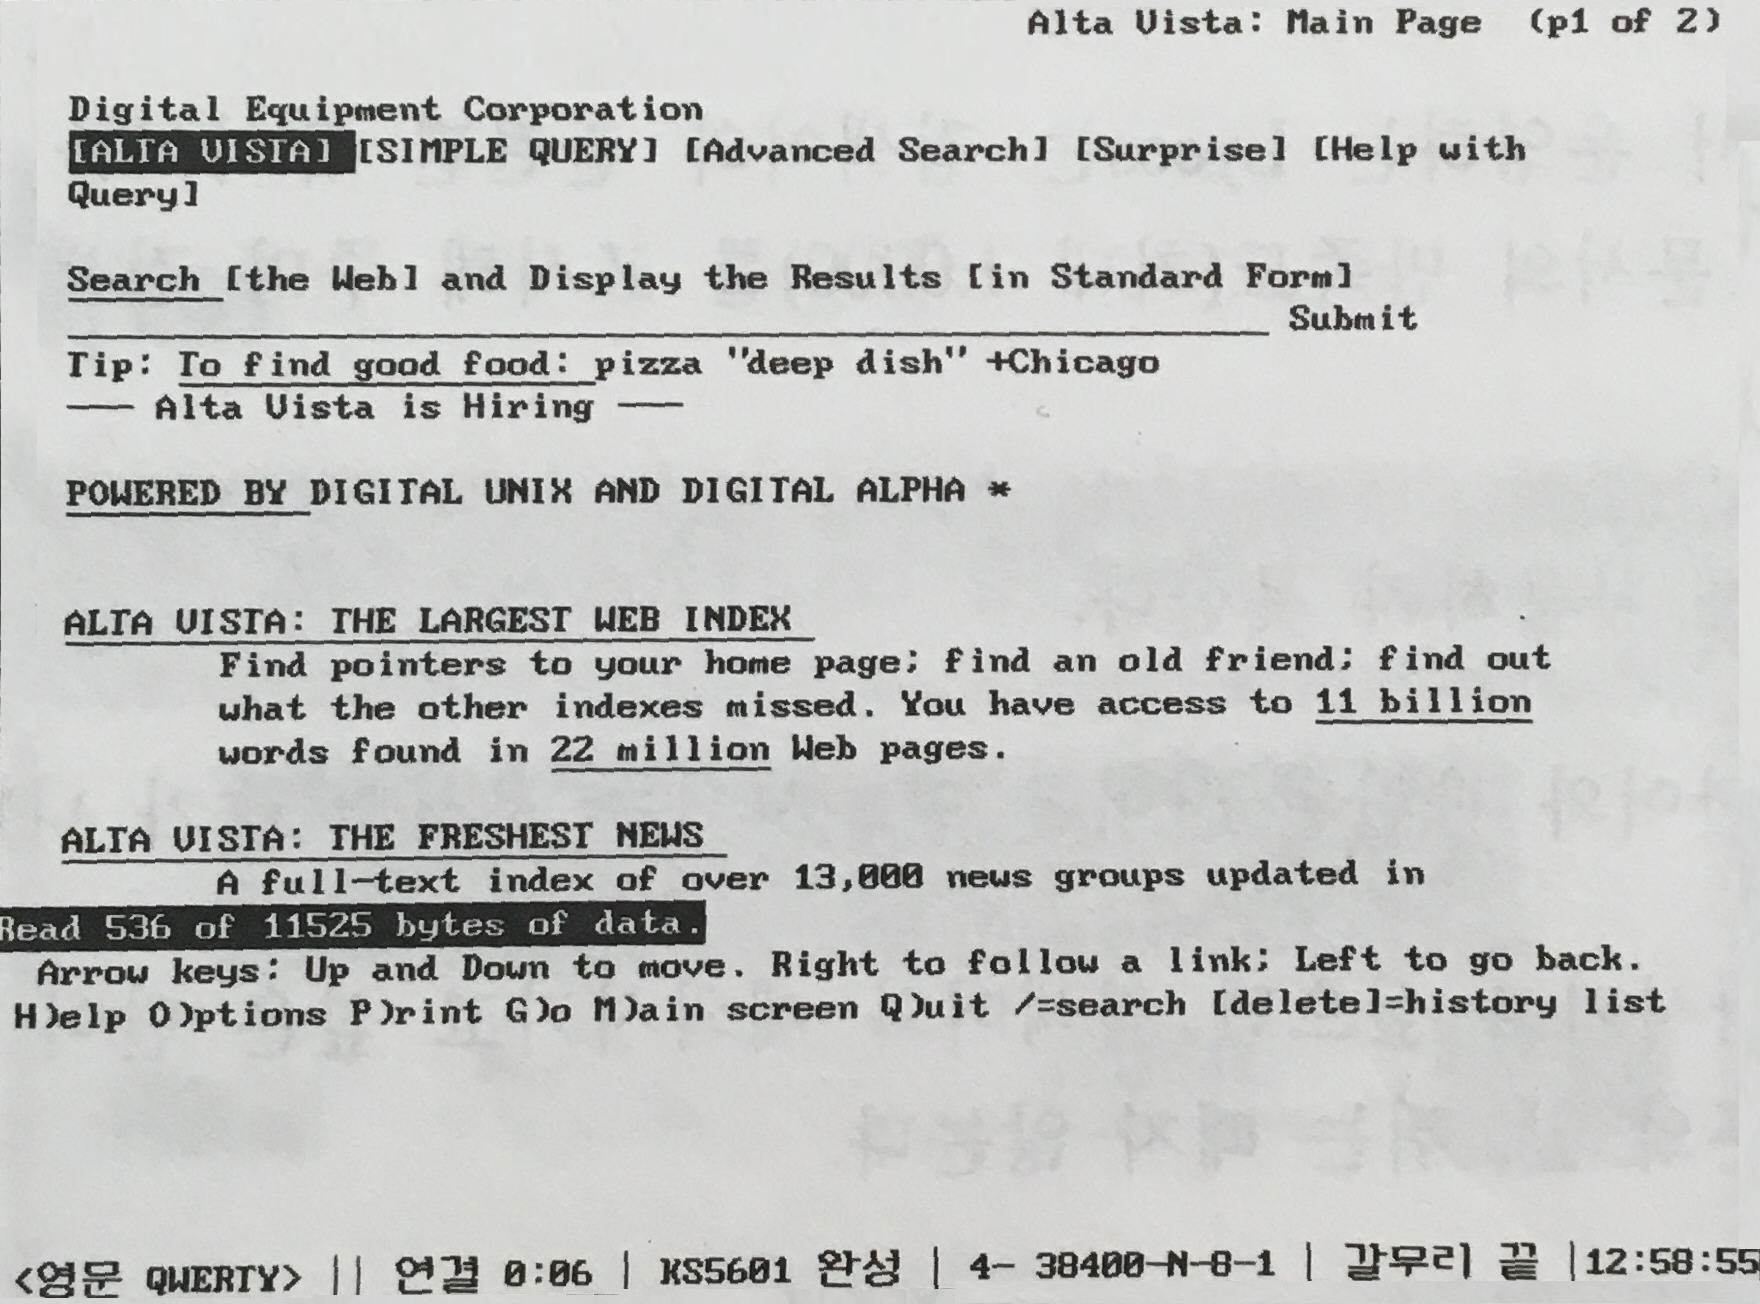 Alta Vista: Main Page (p1 of 2)
Digital Equipment Corporation
[ALTA VISTA] [SIMPLE QUERY] [Advanced Search] [Surprise] [Help with
Query]
Search [the Web] and Display the Results [in Standard Form]
Submit
Tip: To find good food: pizza "deep dish" +Chicago
── Alta Vista is Hiring ──
POWERED BY DIGITAL UNIX AND DIGITAL ALPHA *
ALTA VISTA: THE LARGEST WEB INDEX
Find pointers to your home page; find an old friend; find out
what the other indexes missed. You have access to 11 billion
words found in 22 million Web pages.
ALTA VISTA: THE FRESHEST NEWS
A full-text index of over 13,000 news groups updated in
Read 536 of 11525 bytes of data.
Arrow keys: Up and Down to move. Right to follow a link; Left to go back.
H)elp O)ptions P)rint G)o M)ain screen Q)uit /=search [delete]=history list
<영문 QWERTY> || 연결 0:06 | KS5601 완성 | 4- 38400-N-8-1 | 갈무리 끝 |12:58:55